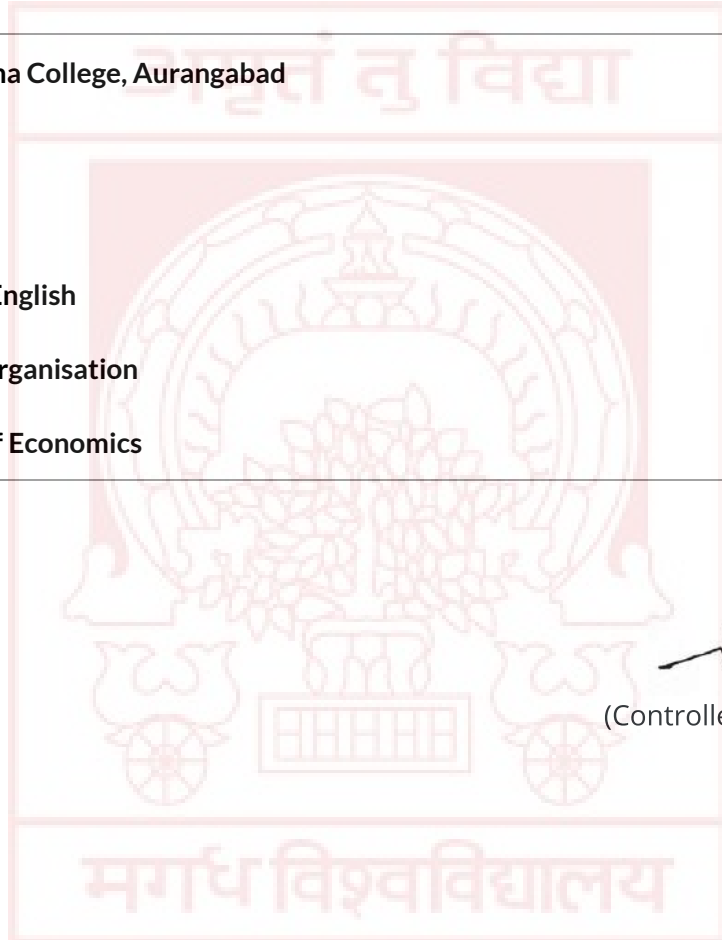 अमृतं तु विद्या
na College, Aurangabad
English
rganisation
f Economics
(Controlle
मगध विश्वविद्यालय